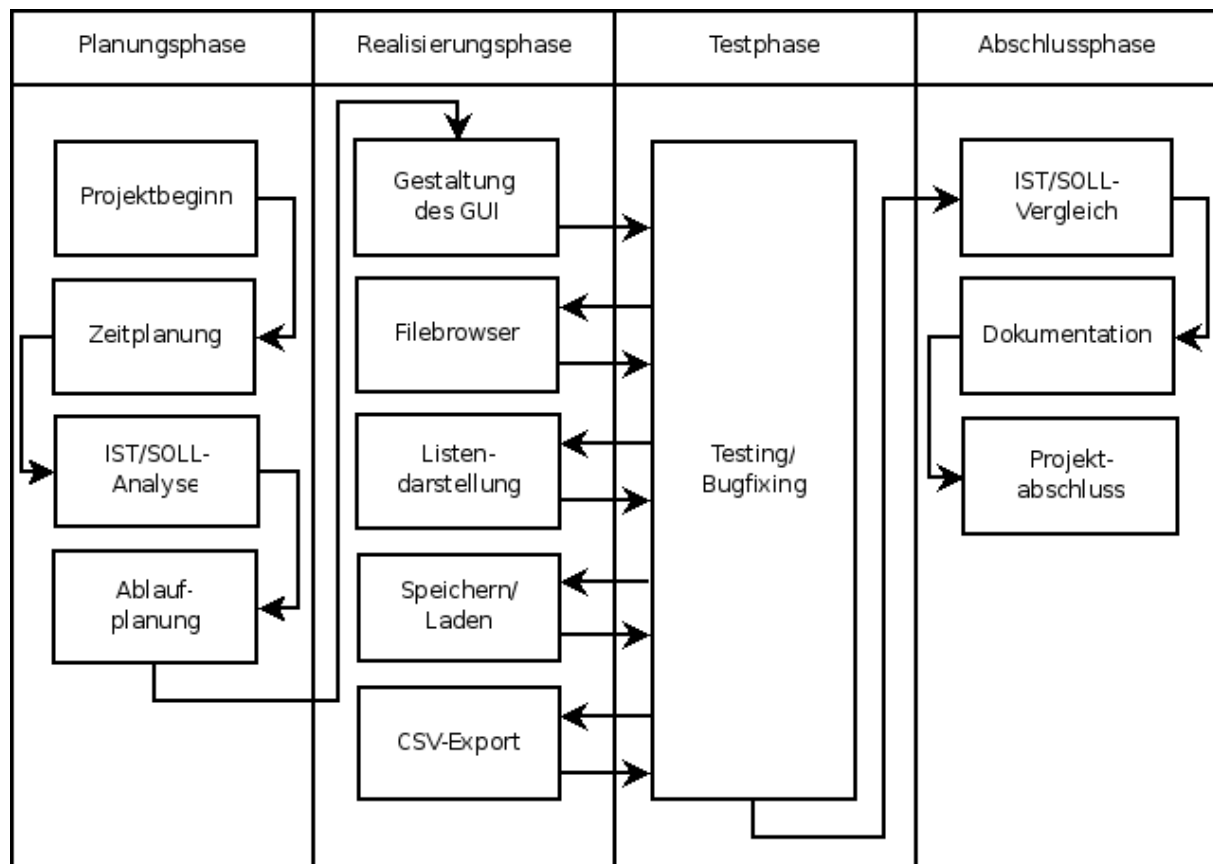 Planungsphase
Realisierungsphase
Testphase
Abschlussphase
Projektbeginn
Zeitplanung
IST/SOLL-
Analyse
Ablauf-
planung
Gestaltung
des GUI
Filebrowser
Listen-
darstellung
Speichern/
Laden
CSV-Export
Testing/
Bugfixing
IST/SOLL-
Vergleich
Dokumentation
Projekt-
abschluss